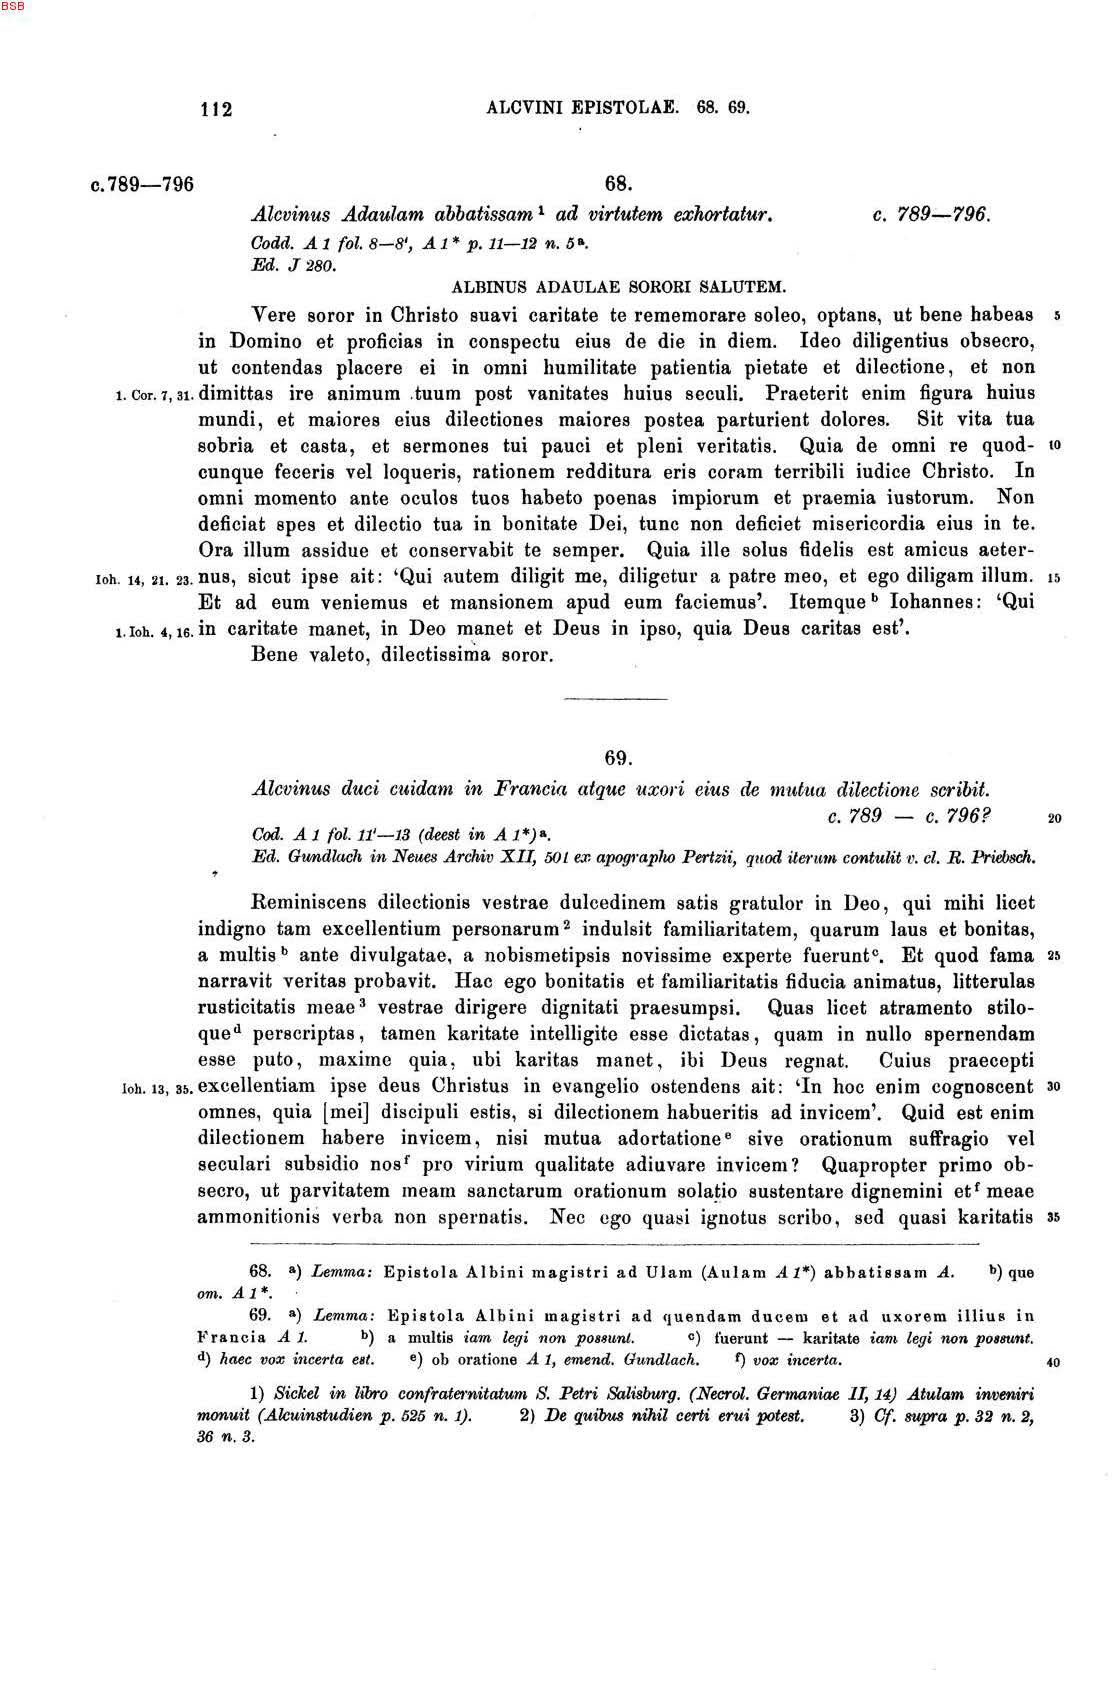 BSB
112 ALCVINI EPISTOLAE. 68. 69.
c. 789—796 68.
Alcvinus Adaulam abbatissam¹ ad virtutem exhortatur. c. 789—796.
Codd. A 1 fol. 8—8', A 1* p. 11—12 n. 5ᵃ.
Ed. J 280.
ALBINUS ADAULAE SORORI SALUTEM.
Vere soror in Christo suavi caritate te rememorare soleo, optans, ut bene habeas 5
in Domino et proficias in conspectu eius de die in diem. Ideo diligentius obsecro,
ut contendas placere ei in omni humilitate patientia pietate et dilectione, et non
1. Cor. 7, 31. dimittas ire animum tuum post vanitates huius seculi. Praeterit enim figura huius
mundi, et maiores eius dilectiones maiores postea parturient dolores. Sit vita tua
sobria et casta, et sermones tui pauci et pleni veritatis. Quia de omni re quod- 10
cunque feceris vel loqueris, rationem redditura eris coram terribili iudice Christo. In
omni momento ante oculos tuos habeto poenas impiorum et praemia iustorum. Non
deficiat spes et dilectio tua in bonitate Dei, tunc non deficiet misericordia eius in te.
Ora illum assidue et conservabit te semper. Quia ille solus fidelis est amicus aeter-
Ioh. 14, 21. 23. nus, sicut ipse ait: ‘Qui autem diligit me, diligetur a patre meo, et ego diligam illum. 15
Et ad eum veniemus et mansionem apud eum faciemus’. Itemqueᵇ Iohannes: ‘Qui
1. Ioh. 4, 16. in caritate manet, in Deo manet et Deus in ipso, quia Deus caritas est’.
Bene valeto, dilectissima soror.
69.
Alcvinus duci cuidam in Francia atque uxori eius de mutua dilectione scribit.
c. 789 — c. 796? 20
Cod. A 1 fol. 11'—13 (deest in A 1*)ᵃ.
Ed. Gundlach in Neues Archiv XII, 501 ex apographo Pertzii, quod iterum contulit v. cl. R. Priebsch.
Reminiscens dilectionis vestrae dulcedinem satis gratulor in Deo, qui mihi licet
indigno tam excellentium personarum² indulsit familiaritatem, quarum laus et bonitas,
a multisᵇ ante divulgatae, a nobismetipsis novissime experte fueruntᶜ. Et quod fama 25
narravit veritas probavit. Hac ego bonitatis et familiaritatis fiducia animatus, litterulas
rusticitatis meae³ vestrae dirigere dignitati praesumpsi. Quas licet atramento stilo-
queᵈ perscriptas, tamen karitate intelligite esse dictatas, quam in nullo spernendam
esse puto, maxime quia, ubi karitas manet, ibi Deus regnat. Cuius praecepti
Ioh. 13, 35. excellentiam ipse deus Christus in evangelio ostendens ait: ‘In hoc enim cognoscent 30
omnes, quia [mei] discipuli estis, si dilectionem habueritis ad invicem’. Quid est enim
dilectionem habere invicem, nisi mutua adortationeᵉ sive orationum suffragio vel
seculari subsidio nosᶠ pro virium qualitate adiuvare invicem? Quapropter primo ob-
secro, ut parvitatem meam sanctarum orationum solatio sustentare dignemini etᶠ meae
ammonitionis verba non spernatis. Nec ego quasi ignotus scribo, sed quasi karitatis 35
68. ᵃ) Lemma: Epistola Albini magistri ad Ulam (Aulam A 1*) abbatissam A. ᵇ) que
om. A 1*.
69. ᵃ) Lemma: Epistola Albini magistri ad quendam ducem et ad uxorem illius in
Francia A 1. ᵇ) a multis iam legi non possunt. ᶜ) fuerunt — karitate iam legi non possunt.
ᵈ) haec vox incerta est. ᵉ) ob oratione A 1, emend. Gundlach. ᶠ) vox incerta. 40
1) Sickel in libro confraternitatum S. Petri Salisburg. (Necrol. Germaniae II, 14) Atulam inveniri
monuit (Alcuinstudien p. 525 n. 1). 2) De quibus nihil certi erui potest. 3) Cf. supra p. 32 n. 2,
36 n. 3.